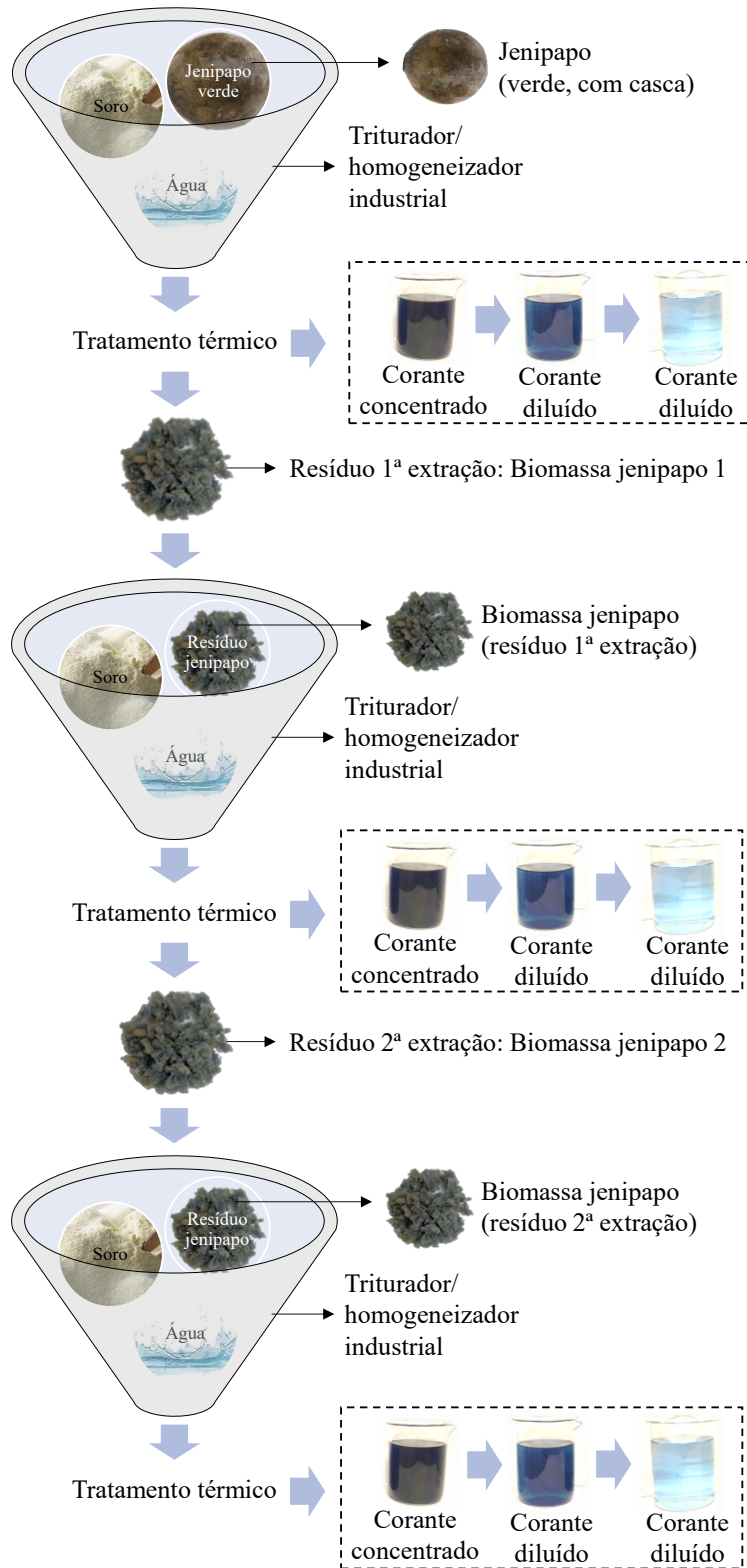 Soro
Jenipapo
verde
Jenipapo
(verde, com casca)
Água
Triturador/
homogeneizador
industrial
Tratamento térmico
Corante
concentrado
Corante
diluído
Corante
diluído
Resíduo 1ª extração: Biomassa jenipapo 1
Soro
Resíduo
jenipapo
Biomassa jenipapo
(resíduo 1ª extração)
Água
Triturador/
homogeneizador
industrial
Tratamento térmico
Corante
concentrado
Corante
diluído
Corante
diluído
Resíduo 2ª extração: Biomassa jenipapo 2
Soro
Resíduo
jenipapo
Biomassa jenipapo
(resíduo 2ª extração)
Água
Triturador/
homogeneizador
industrial
Tratamento térmico
Corante
concentrado
Corante
diluído
Corante
diluído